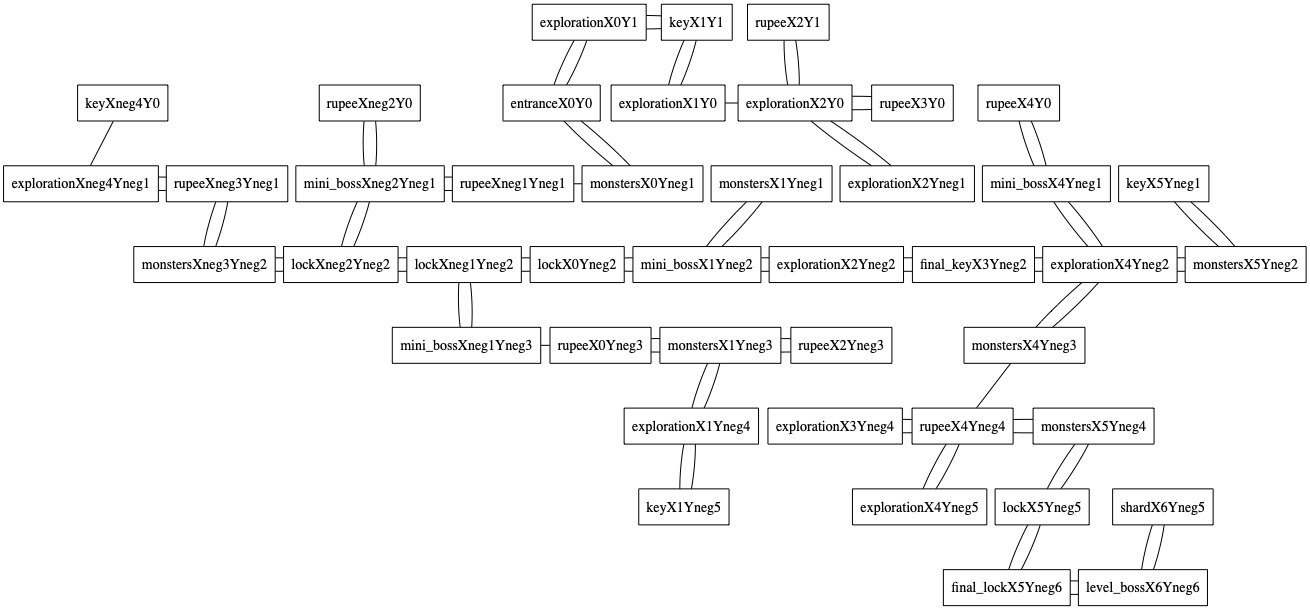 explorationX0Y1 keyX1Y1 rupeeX2Y1
keyXneg4Y0 rupeeXneg2Y0 entranceX0Y0 explorationX1Y0 explorationX2Y0 rupeeX3Y0 rupeeX4Y0
explorationXneg4Yneg1 rupeeXneg3Yneg1 mini_bossXneg2Yneg1 rupeeXneg1Yneg1 monstersX0Yneg1 monstersX1Yneg1 explorationX2Yneg1 mini_bossX4Yneg1 keyX5Yneg1
monstersXneg3Yneg2 lockXneg2Yneg2 lockXneg1Yneg2 lockX0Yneg2 mini_bossX1Yneg2 explorationX2Yneg2 final_keyX3Yneg2 explorationX4Yneg2 monstersX5Yneg2
mini_bossXneg1Yneg3 rupeeX0Yneg3 monstersX1Yneg3 rupeeX2Yneg3 monstersX4Yneg3
explorationX1Yneg4 explorationX3Yneg4 rupeeX4Yneg4 monstersX5Yneg4
keyX1Yneg5 explorationX4Yneg5 lockX5Yneg5 shardX6Yneg5
final_lockX5Yneg6 level_bossX6Yneg6